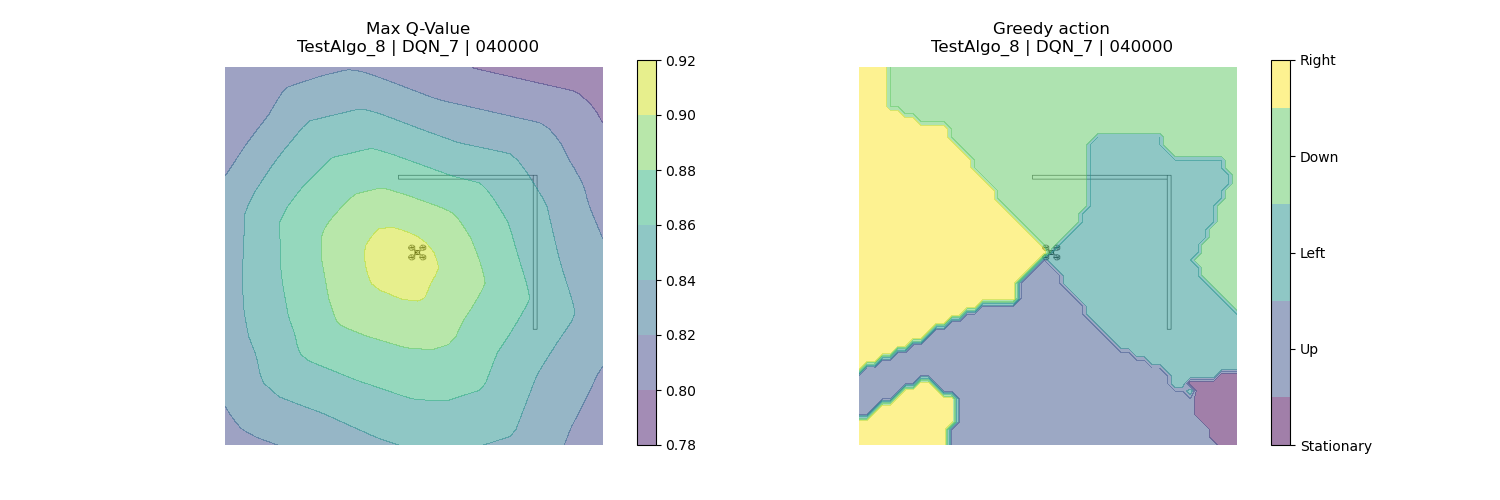 Max Q-Value
TestAlgo_8 | DQN_7 | 040000
0.92
0.90
0.88
0.86
0.84
0.82
0.80
0.78
Greedy action
TestAlgo_8 | DQN_7 | 040000
Right
Down
Left
Up
Stationary